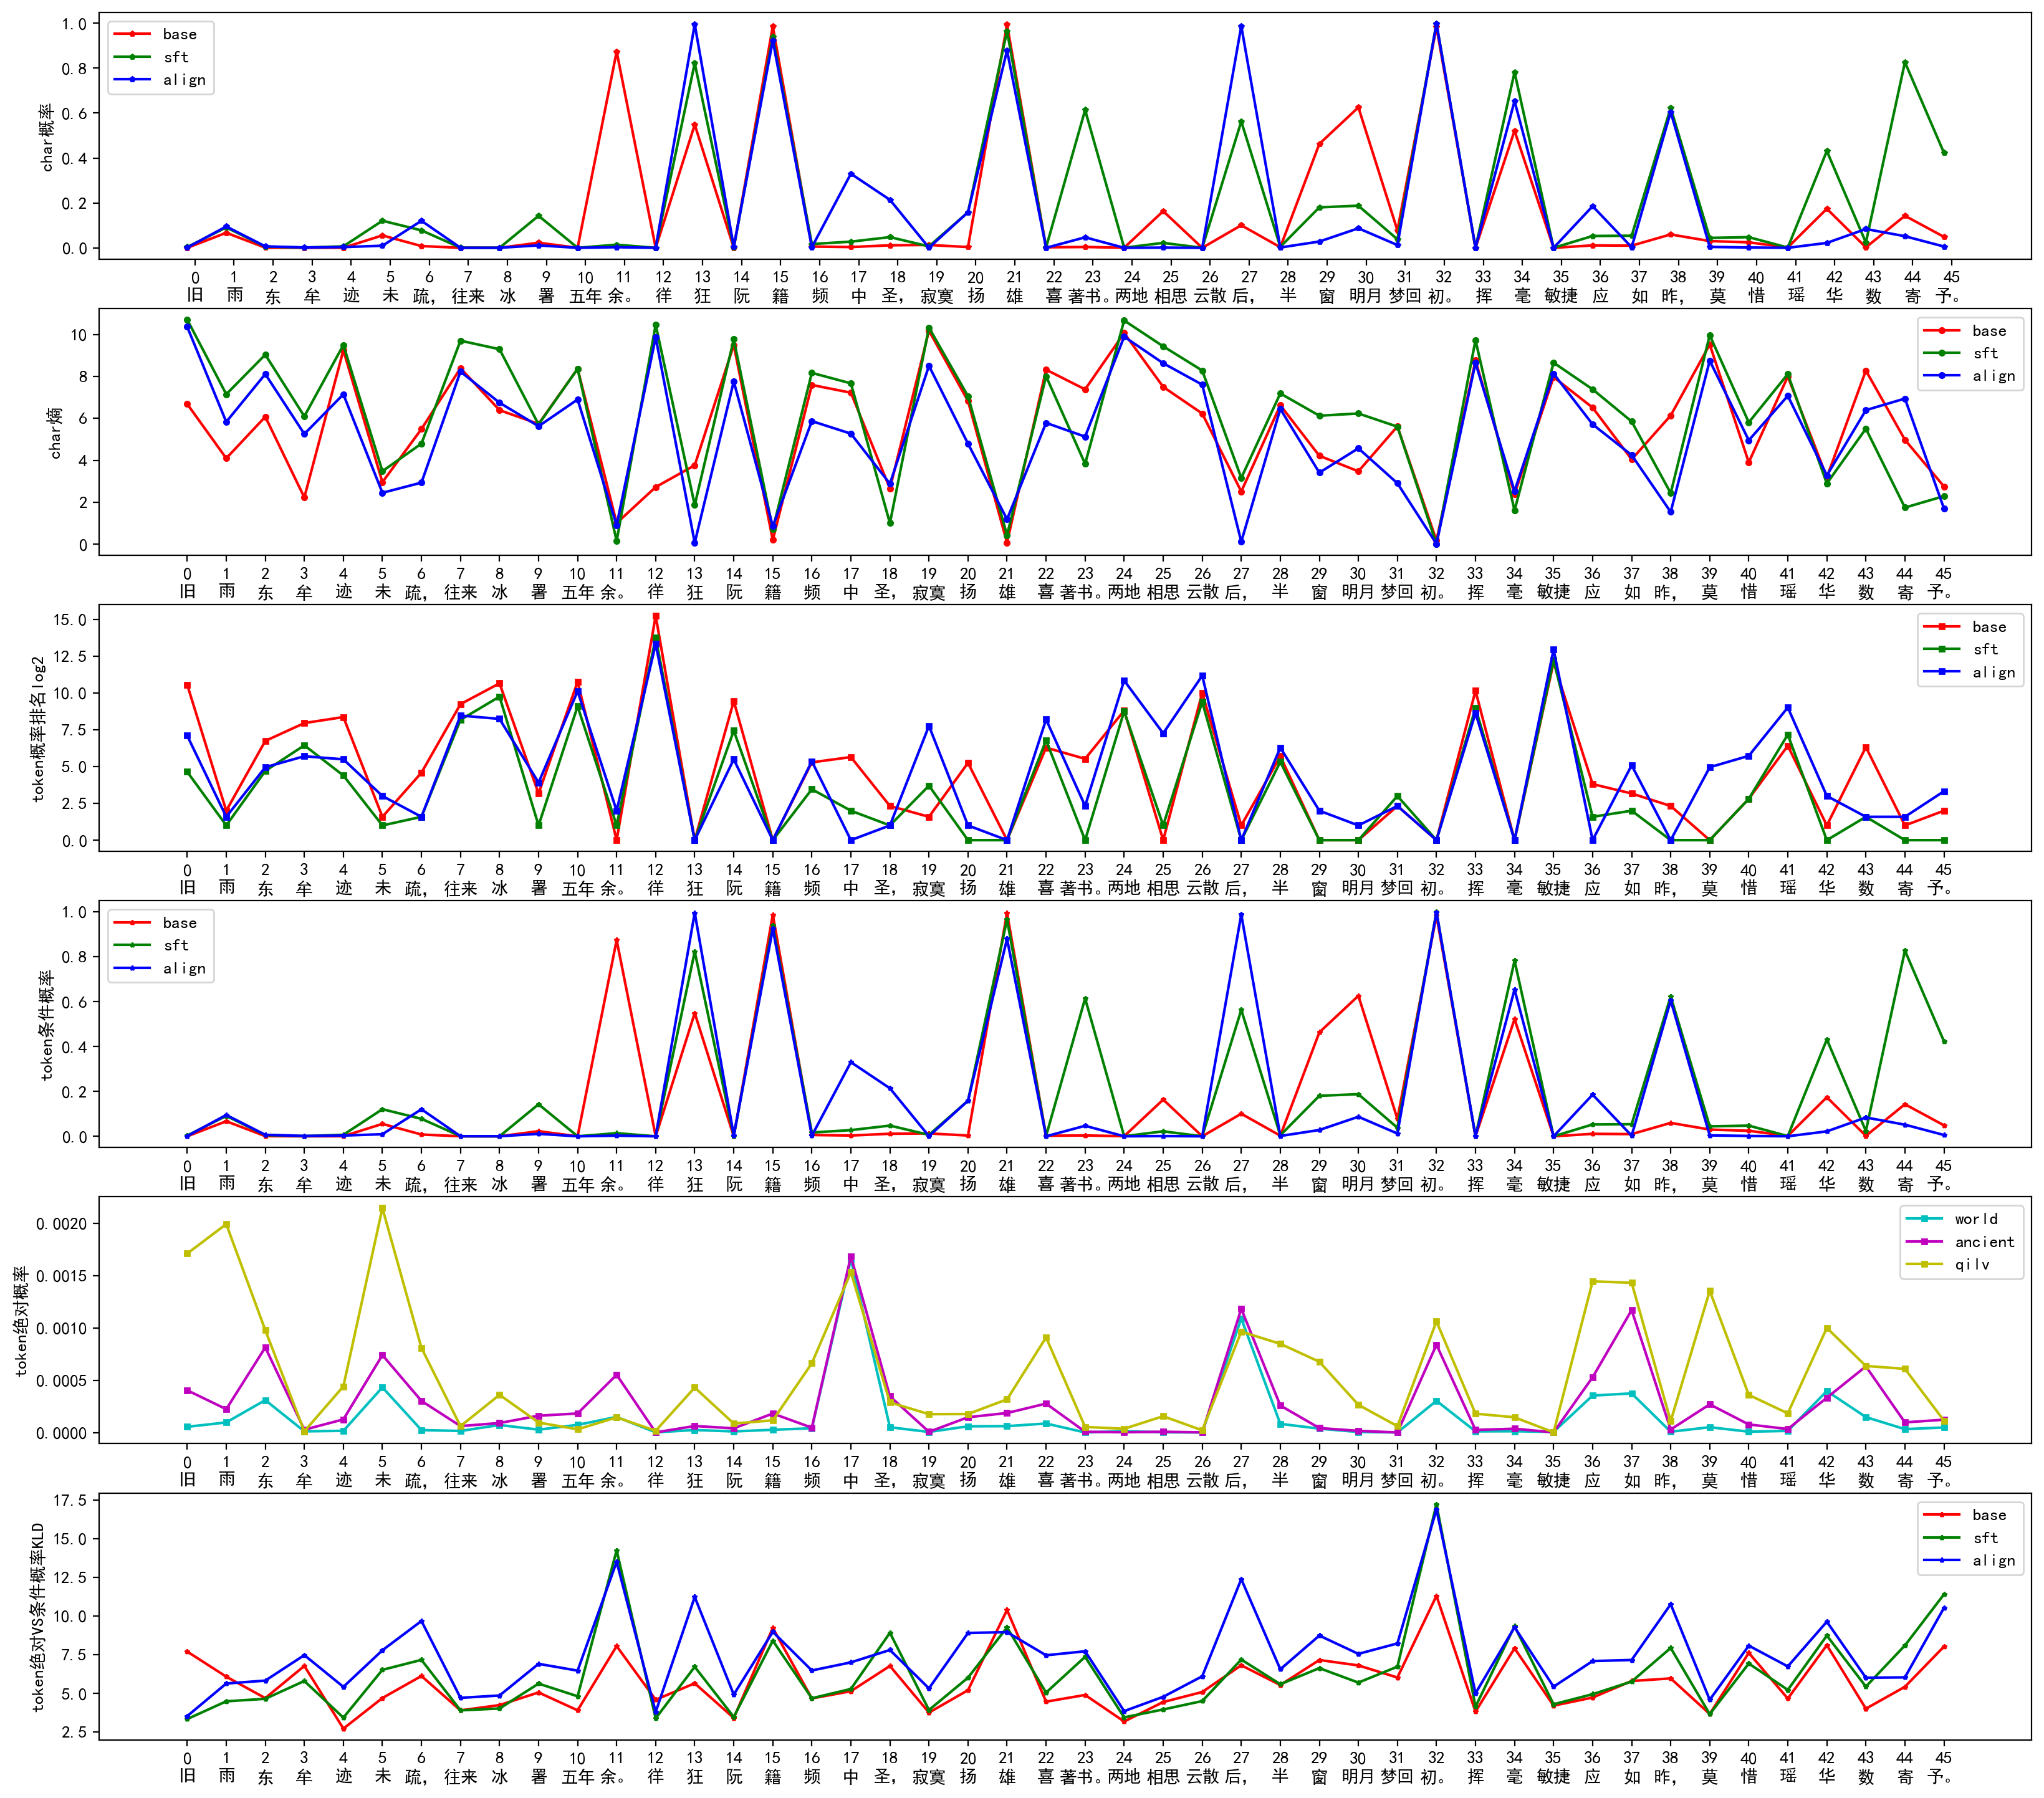 char概率
1.0
0.8
0.6
0.4
0.2
0.0
base
sft
align
0 1 2 3 4 5 6 7 8 9 10 11 12 13 14 15 16 17 18 19 20 21 22 23 24 25 26 27 28 29 30 31 32 33 34 35 36 37 38 39 40 41 42 43 44 45
旧 雨 东 牟 迹 未 疏， 往来 冰 署 五年 余。 徉 狂 阮 籍 频 中 圣， 寂寞 扬 雄 喜 著书。 两地 相思 云散 后， 半 窗 明月 梦回 初。 挥 毫 敏捷 应 如 昨， 莫 惜 瑶 华 数 寄 予。
char熵
10
8
6
4
2
0
base
sft
align
0 1 2 3 4 5 6 7 8 9 10 11 12 13 14 15 16 17 18 19 20 21 22 23 24 25 26 27 28 29 30 31 32 33 34 35 36 37 38 39 40 41 42 43 44 45
旧 雨 东 牟 迹 未 疏， 往来 冰 署 五年 余。 徉 狂 阮 籍 频 中 圣， 寂寞 扬 雄 喜 著书。 两地 相思 云散 后， 半 窗 明月 梦回 初。 挥 毫 敏捷 应 如 昨， 莫 惜 瑶 华 数 寄 予。
token概率排名log2
15.0
12.5
10.0
7.5
5.0
2.5
0.0
base
sft
align
0 1 2 3 4 5 6 7 8 9 10 11 12 13 14 15 16 17 18 19 20 21 22 23 24 25 26 27 28 29 30 31 32 33 34 35 36 37 38 39 40 41 42 43 44 45
旧 雨 东 牟 迹 未 疏， 往来 冰 署 五年 余。 徉 狂 阮 籍 频 中 圣， 寂寞 扬 雄 喜 著书。 两地 相思 云散 后， 半 窗 明月 梦回 初。 挥 毫 敏捷 应 如 昨， 莫 惜 瑶 华 数 寄 予。
token条件概率
1.0
0.8
0.6
0.4
0.2
0.0
base
sft
align
0 1 2 3 4 5 6 7 8 9 10 11 12 13 14 15 16 17 18 19 20 21 22 23 24 25 26 27 28 29 30 31 32 33 34 35 36 37 38 39 40 41 42 43 44 45
旧 雨 东 牟 迹 未 疏， 往来 冰 署 五年 余。 徉 狂 阮 籍 频 中 圣， 寂寞 扬 雄 喜 著书。 两地 相思 云散 后， 半 窗 明月 梦回 初。 挥 毫 敏捷 应 如 昨， 莫 惜 瑶 华 数 寄 予。
token绝对概率
0.0020
0.0015
0.0010
0.0005
0.0000
world
ancient
qilv
0 1 2 3 4 5 6 7 8 9 10 11 12 13 14 15 16 17 18 19 20 21 22 23 24 25 26 27 28 29 30 31 32 33 34 35 36 37 38 39 40 41 42 43 44 45
旧 雨 东 牟 迹 未 疏， 往来 冰 署 五年 余。 徉 狂 阮 籍 频 中 圣， 寂寞 扬 雄 喜 著书。 两地 相思 云散 后， 半 窗 明月 梦回 初。 挥 毫 敏捷 应 如 昨， 莫 惜 瑶 华 数 寄 予。
token绝对VS条件概率KLD
17.5
15.0
12.5
10.0
7.5
5.0
2.5
base
sft
align
0 1 2 3 4 5 6 7 8 9 10 11 12 13 14 15 16 17 18 19 20 21 22 23 24 25 26 27 28 29 30 31 32 33 34 35 36 37 38 39 40 41 42 43 44 45
旧 雨 东 牟 迹 未 疏， 往来 冰 署 五年 余。 徉 狂 阮 籍 频 中 圣， 寂寞 扬 雄 喜 著书。 两地 相思 云散 后， 半 窗 明月 梦回 初。 挥 毫 敏捷 应 如 昨， 莫 惜 瑶 华 数 寄 予。